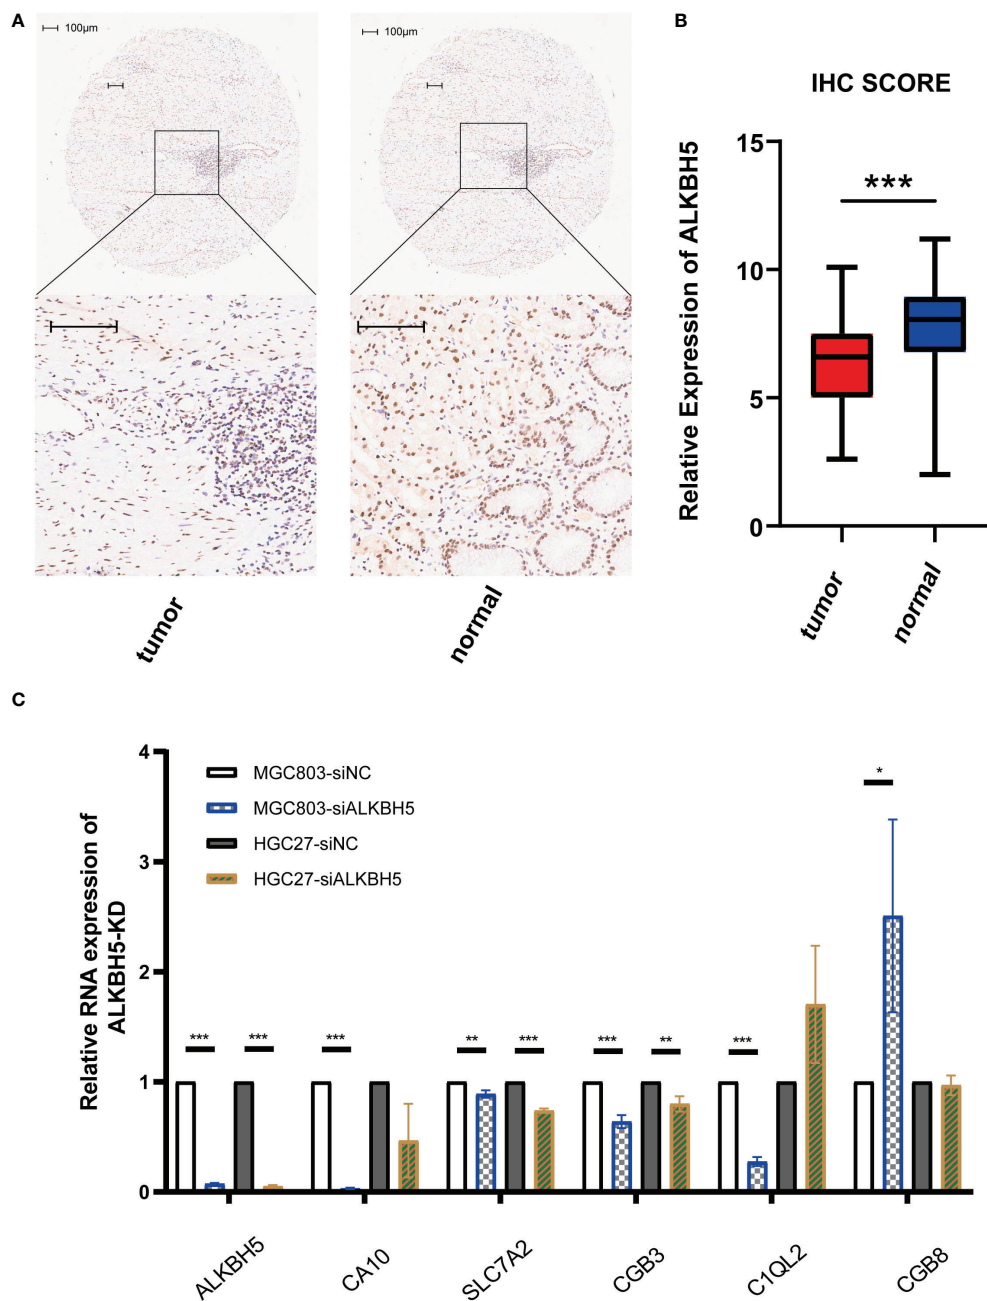 A
100μm
100μm
tumor
normal
B
IHC SCORE
Relative Expression of ALKBH5
15
10
5
0
***
tumor
normal
C
Relative RNA expression of
ALKBH5-KD
4
3
2
1
0
MGC803-siNC
MGC803-siALKBH5
HGC27-siNC
HGC27-siALKBH5
*** *** *** ** *** *** ** *** *
ALKBH5 CA10 SLC7A2 CGB3 C1QL2 CGB8